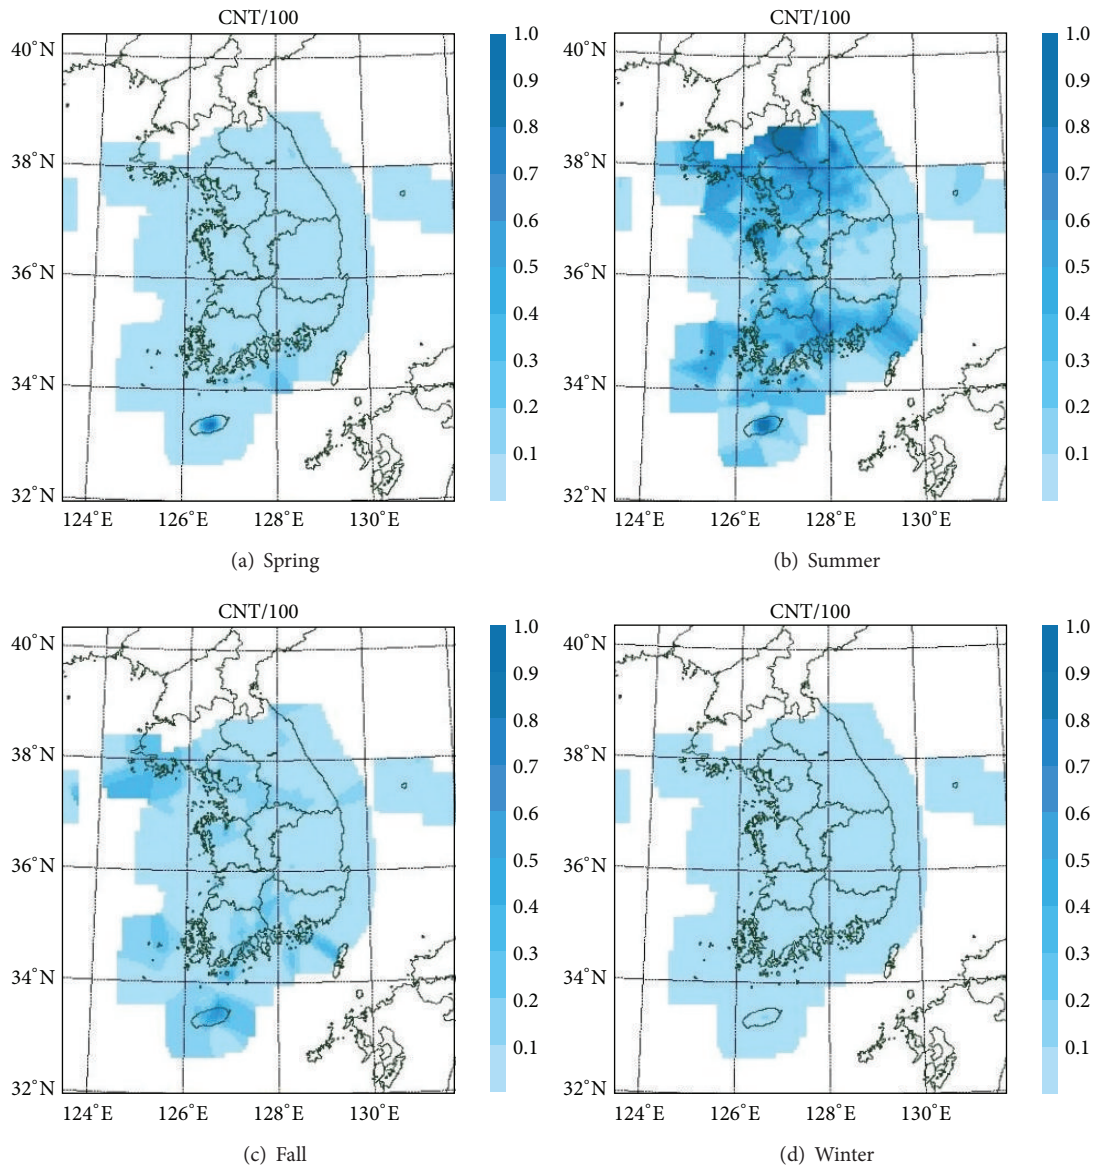 CNT/100
40°N
38°N
36°N
34°N
32°N
124°E 126°E 128°E 130°E
1.0
0.9
0.8
0.7
0.6
0.5
0.4
0.3
0.2
0.1
(a) Spring
CNT/100
40°N
38°N
36°N
34°N
32°N
124°E 126°E 128°E 130°E
1.0
0.9
0.8
0.7
0.6
0.5
0.4
0.3
0.2
0.1
(b) Summer
CNT/100
40°N
38°N
36°N
34°N
32°N
124°E 126°E 128°E 130°E
1.0
0.9
0.8
0.7
0.6
0.5
0.4
0.3
0.2
0.1
(c) Fall
CNT/100
40°N
38°N
36°N
34°N
32°N
124°E 126°E 128°E 130°E
1.0
0.9
0.8
0.7
0.6
0.5
0.4
0.3
0.2
0.1
(d) Winter